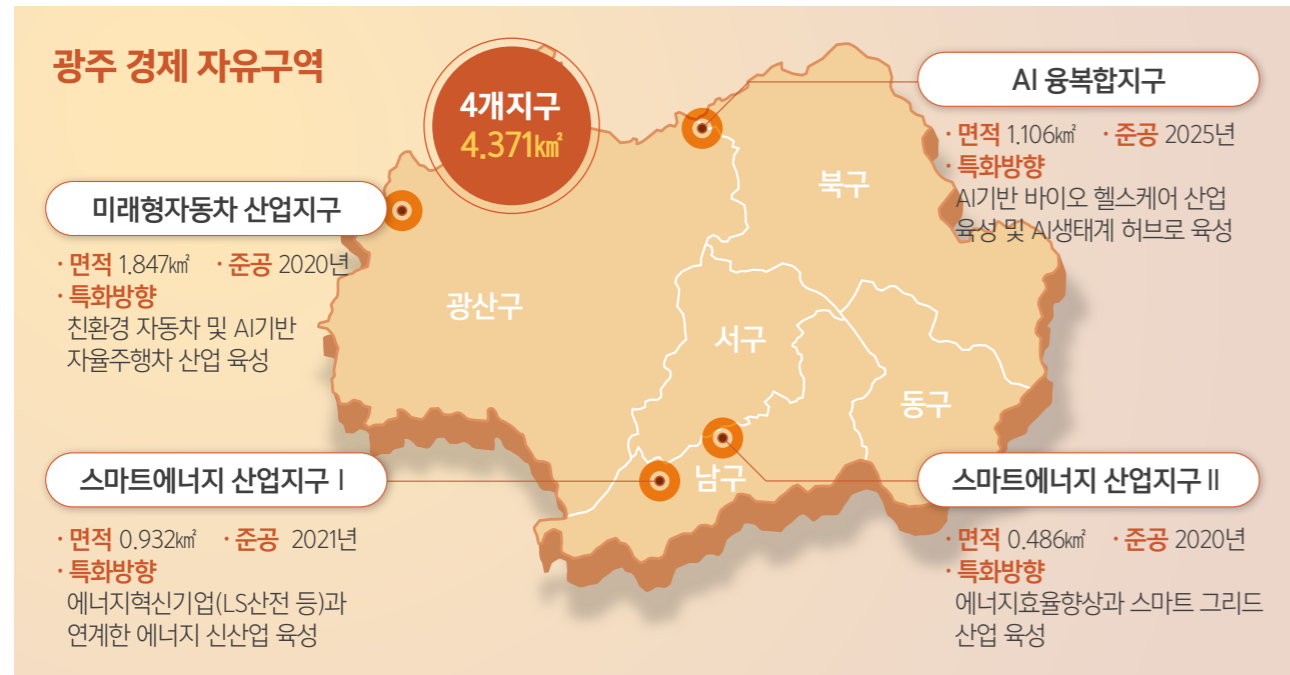 광주 경제 자유구역
4개지구
4.371㎢
AI 융복합지구
· 면적 1.106㎢ · 준공 2025년
· 특화방향
AI기반 바이오 헬스케어 산업
육성 및 AI생태계 허브로 육성
미래형자동차 산업지구
· 면적 1.847㎢ · 준공 2020년
· 특화방향
친환경 자동차 및 AI기반
자율주행차 산업 육성
북구
광산구
서구
동구
남구
스마트에너지 산업지구 Ⅰ
· 면적 0.932㎢ · 준공 2021년
· 특화방향
에너지혁신기업(LS산전 등)과
연계한 에너지 신산업 육성
스마트에너지 산업지구 Ⅱ
· 면적 0.486㎢ · 준공 2020년
· 특화방향
에너지효율향상과 스마트 그리드
산업 육성